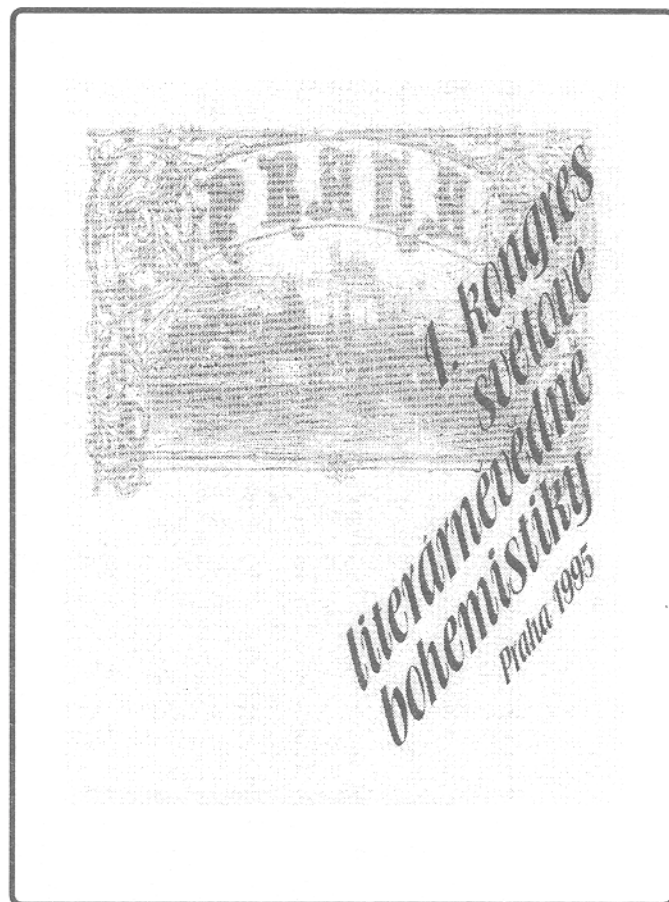 1. kongres
světové
literárněvědné
bohemistiky
Praha 1995